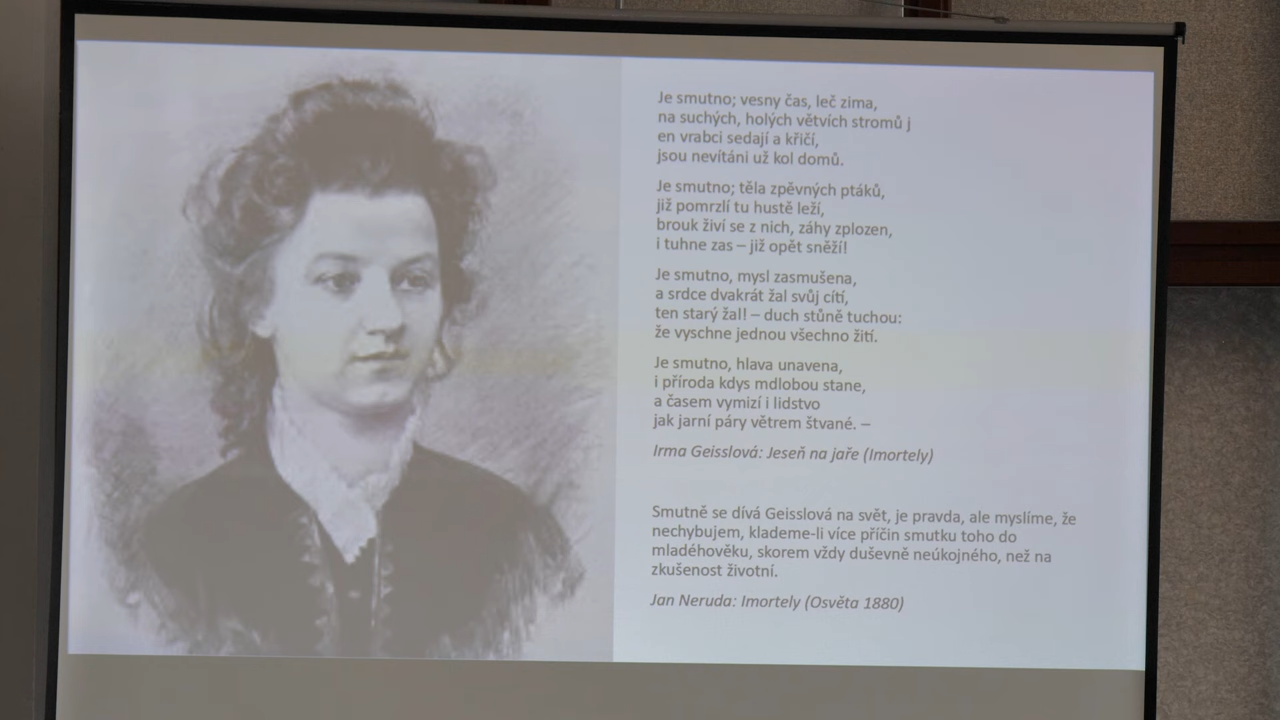 Je smutno; vesny čas, leč zima,
na suchých, holých větvích stromů j
en vrabci sedají a křičí,
jsou nevítáni už kol domů.
Je smutno; těla zpěvných ptáků,
již pomrzlí tu hustě leží,
brouk živí se z nich, záhy zplozen,
i tuhne zas – již opět sněží!
Je smutno, mysl zasmušena,
a srdce dvakrát žal svůj cítí,
ten starý žal! – duch stůně tuchou:
že vyschne jednou všechno žití.
Je smutno, hlava unavena,
i příroda kdys mdlobou stane,
a časem vymizí i lidstvo
jak jarní páry větrem štvané. –
Irma Geisslová: Jeseň na jaře (Imortely)
Smutně se dívá Geisslová na svět, je pravda, ale myslíme, že
nechybujem, klademe-li více příčin smutku toho do
mladéhověku, skorem vždy duševně neúkojného, než na
zkušenost životní.
Jan Neruda: Imortely (Osvěta 1880)